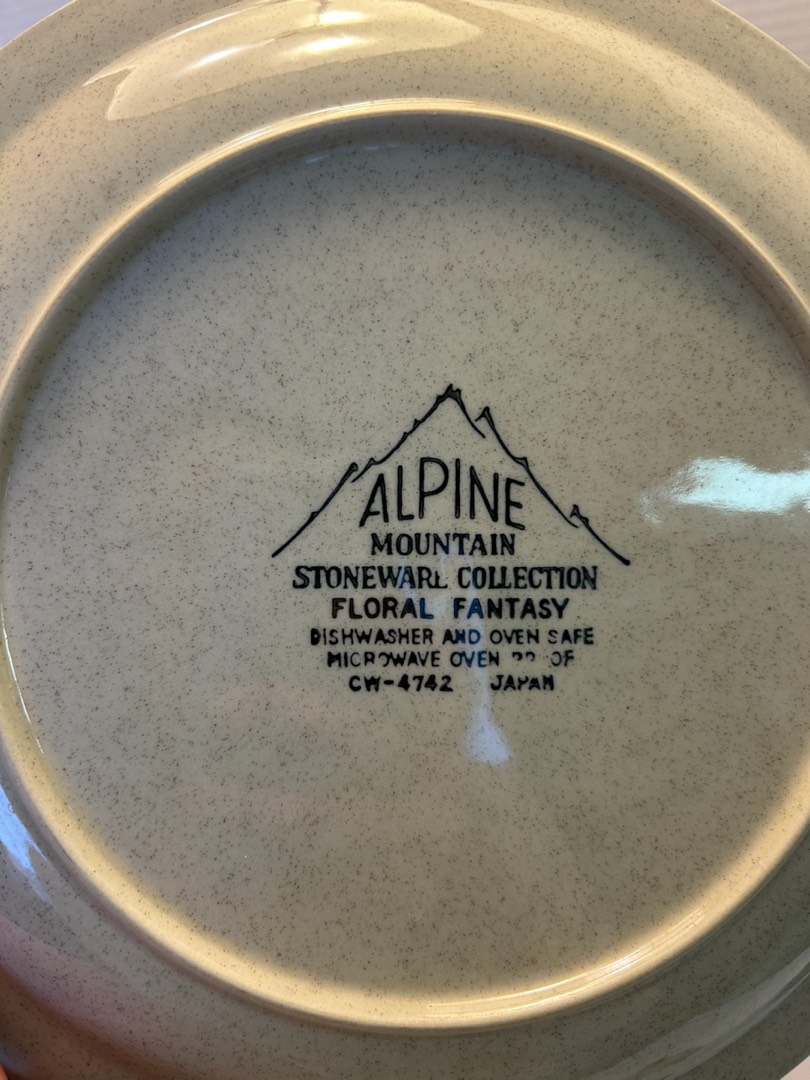 ALPINE
MOUNTAIN
STONEWARE COLLECTION
FLORAL FANTASY
DISHWASHER AND OVEN SAFE
MICROWAVE OVEN
CW-4742 JAPAN